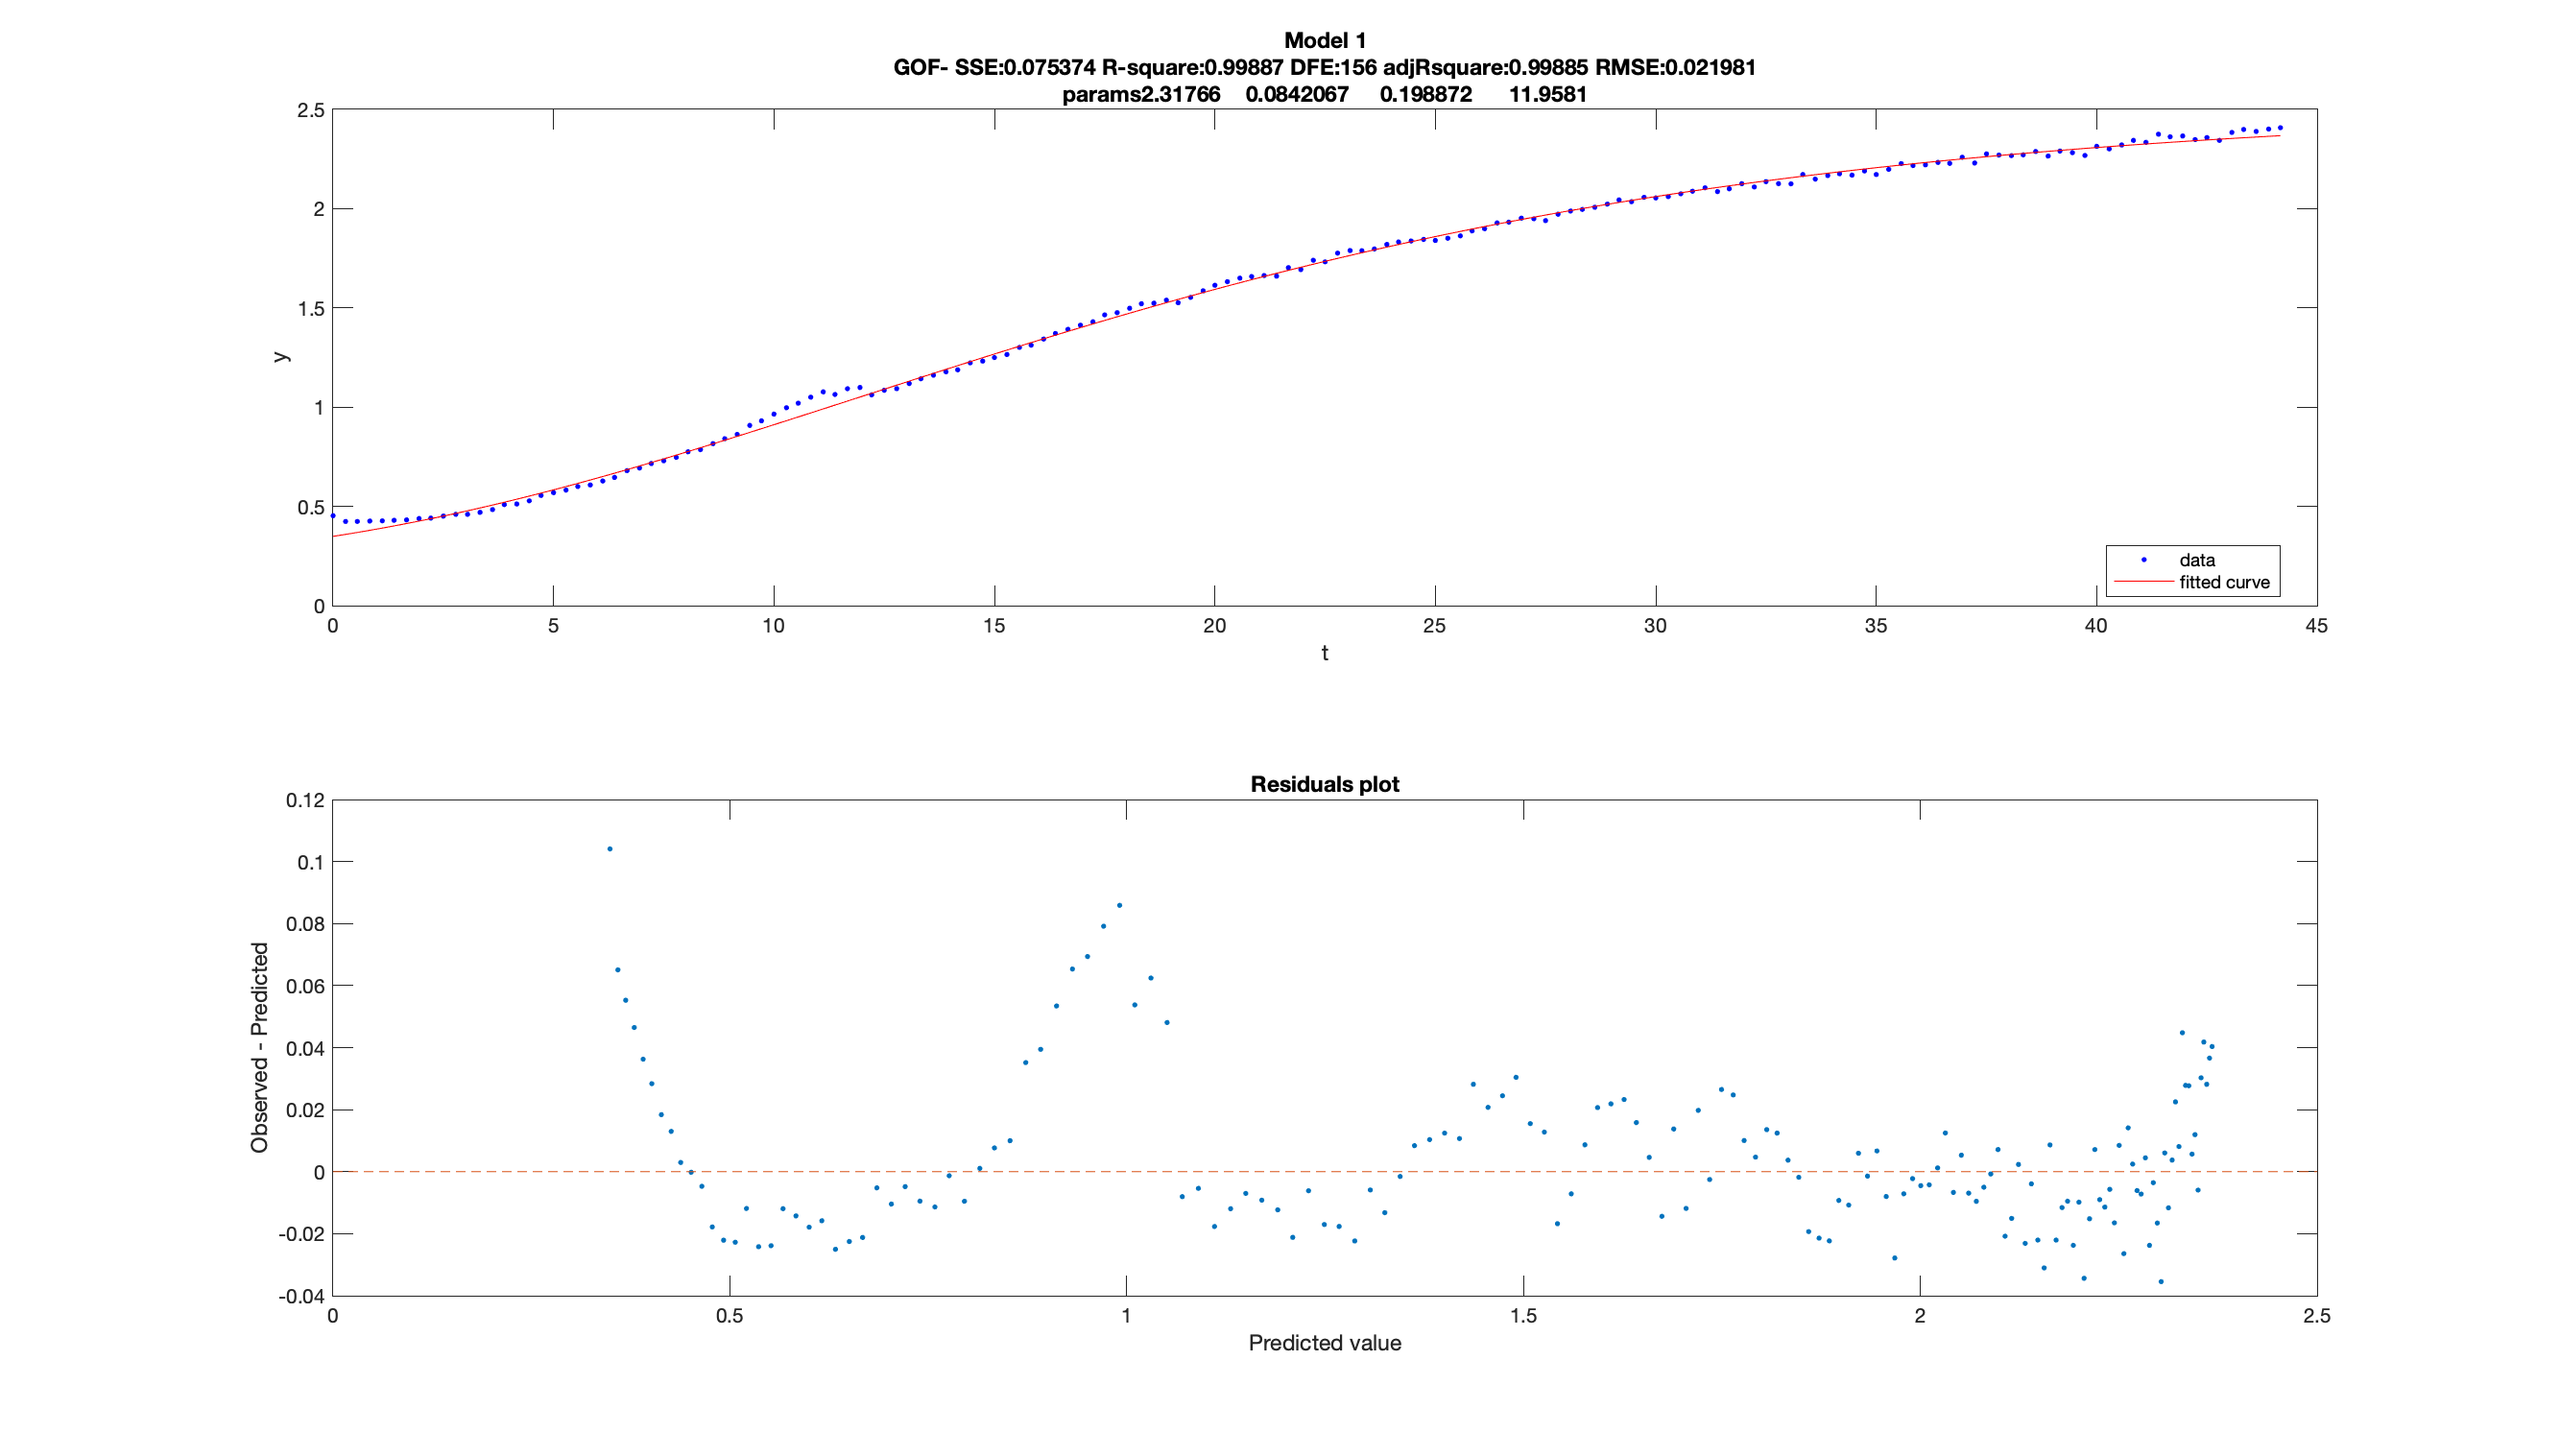 Model 1
GOF- SSE:0.075374 R-square:0.99887 DFE:156 adjRsquare:0.99885 RMSE:0.021981
params2.31766 0.0842067 0.198872 11.9581
2.5
2
1.5
1
0.5
0
y
0 5 10 15 20 25 30 35 40 45
t
data
fitted curve
Residuals plot
0.12
0.1
0.08
0.06
0.04
0.02
0
-0.02
-0.04
Observed - Predicted
0 0.5 1 1.5 2 2.5
Predicted value